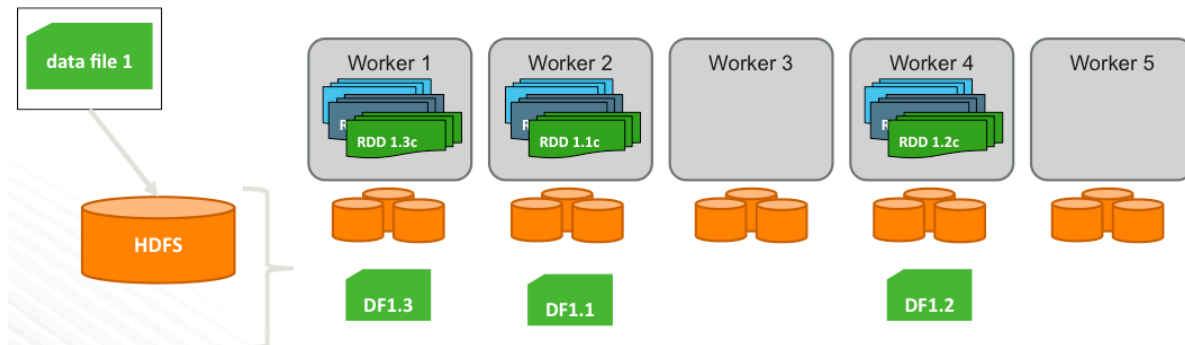 data file 1
Worker 1
Worker 2
Worker 3
Worker 4
Worker 5
R
RDD 1.3c
RDD 1.1c
RDD 1.2c
HDFS
DF1.3
DF1.1
DF1.2